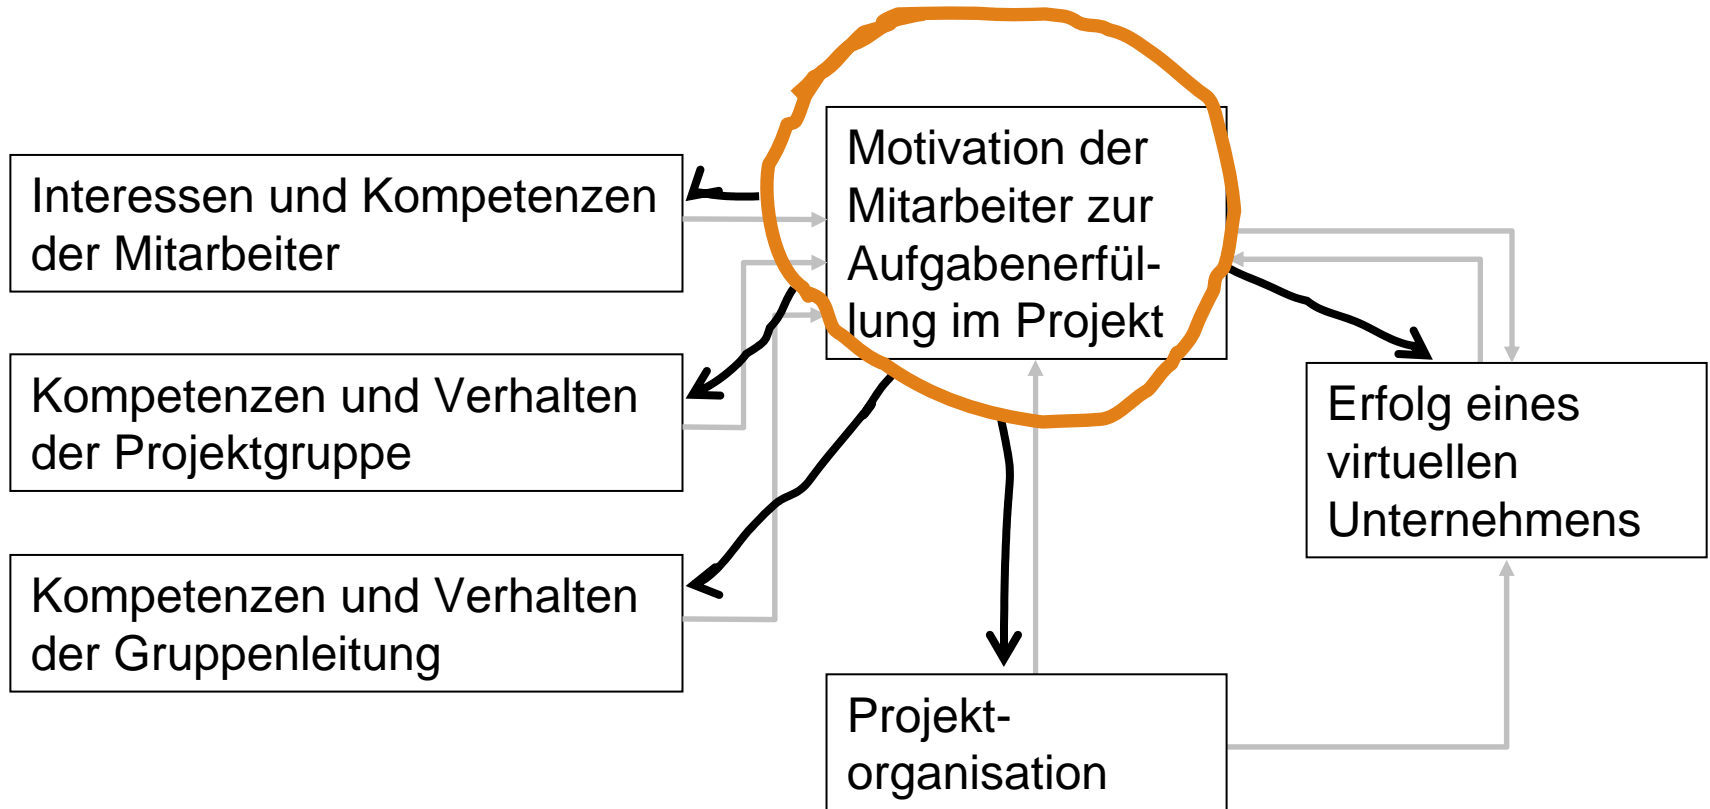 Motivation der
Mitarbeiter zur
Aufgabenerfül-
lung im Projekt
Interessen und Kompetenzen
der Mitarbeiter
Kompetenzen und Verhalten
der Projektgruppe
Kompetenzen und Verhalten
der Gruppenleitung
Erfolg eines
virtuellen
Unternehmens
Projekt-
organisation